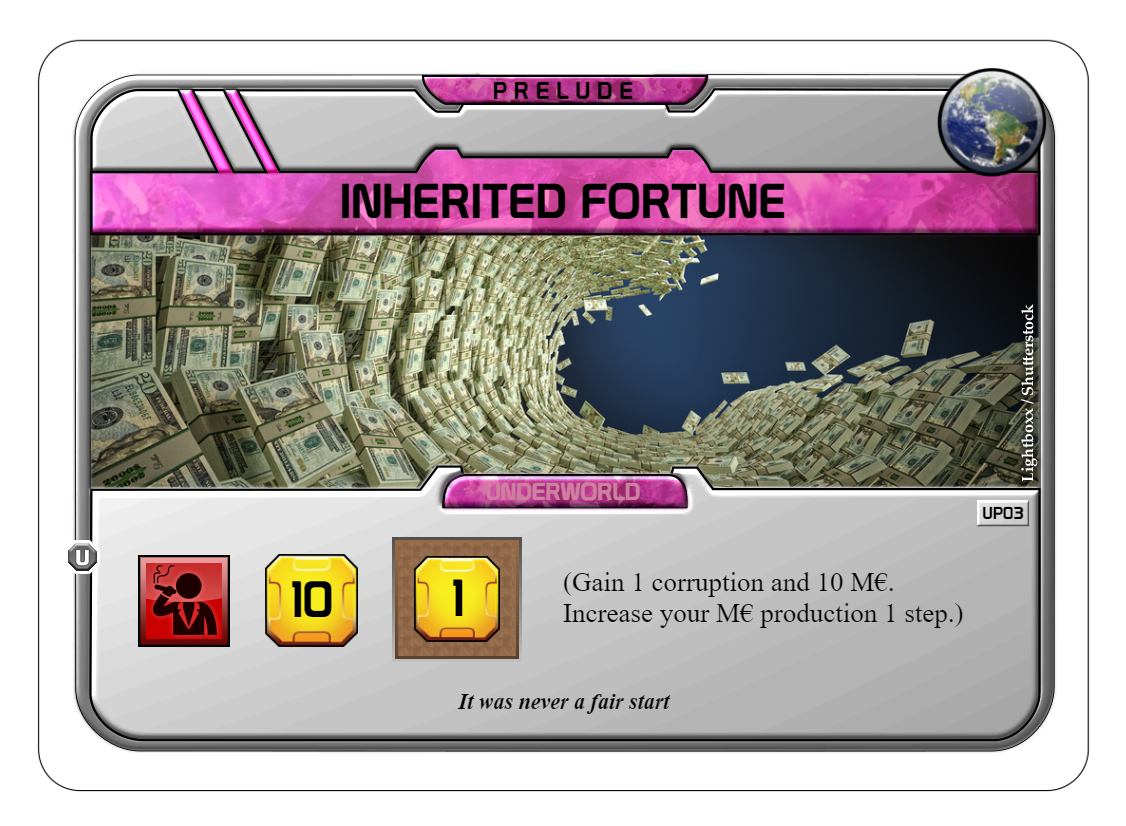 PRELUDE
INHERITED FORTUNE
Lightboxx / Shutterstock
UNDERWORLD
UP03
U
10
1
(Gain 1 corruption and 10 M€.
Increase your M€ production 1 step.)
It was never a fair start